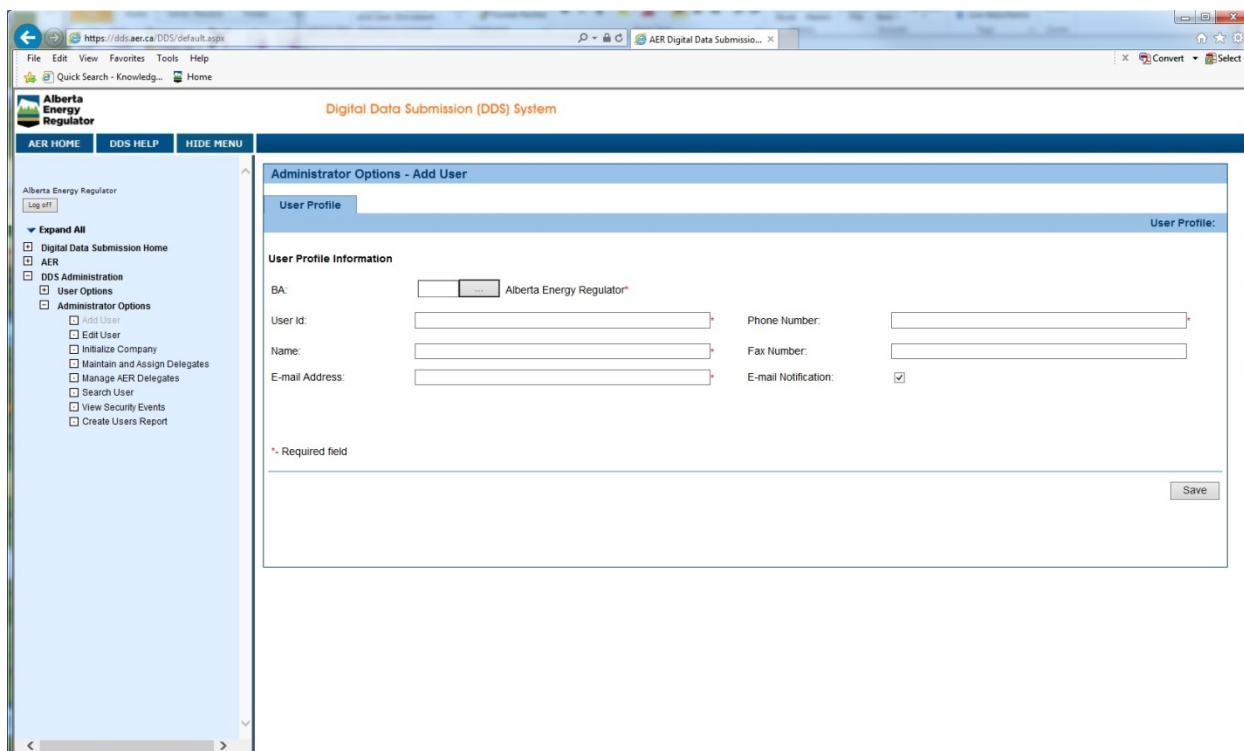 https://dds.aer.ca/DDS/default.aspx
AER Digital Data Submissio...
File Edit View Favorites Tools Help
Convert Select
Quick Search - Knowledg... Home
Alberta
Energy
Regulator
Digital Data Submission (DDS) System
AER HOME DDS HELP HIDE MENU
Alberta Energy Regulator
Log off
Expand All
Digital Data Submission Home
AER
DDS Administration
User Options
Administrator Options
Add User
Edit User
Initialize Company
Maintain and Assign Delegates
Manage AER Delegates
Search User
View Security Events
Create Users Report
Administrator Options - Add User
User Profile
User Profile:
User Profile Information
BA: ... Alberta Energy Regulator*
User Id: * Phone Number: *
Name: * Fax Number:
E-mail Address: * E-mail Notification:
*- Required field
Save